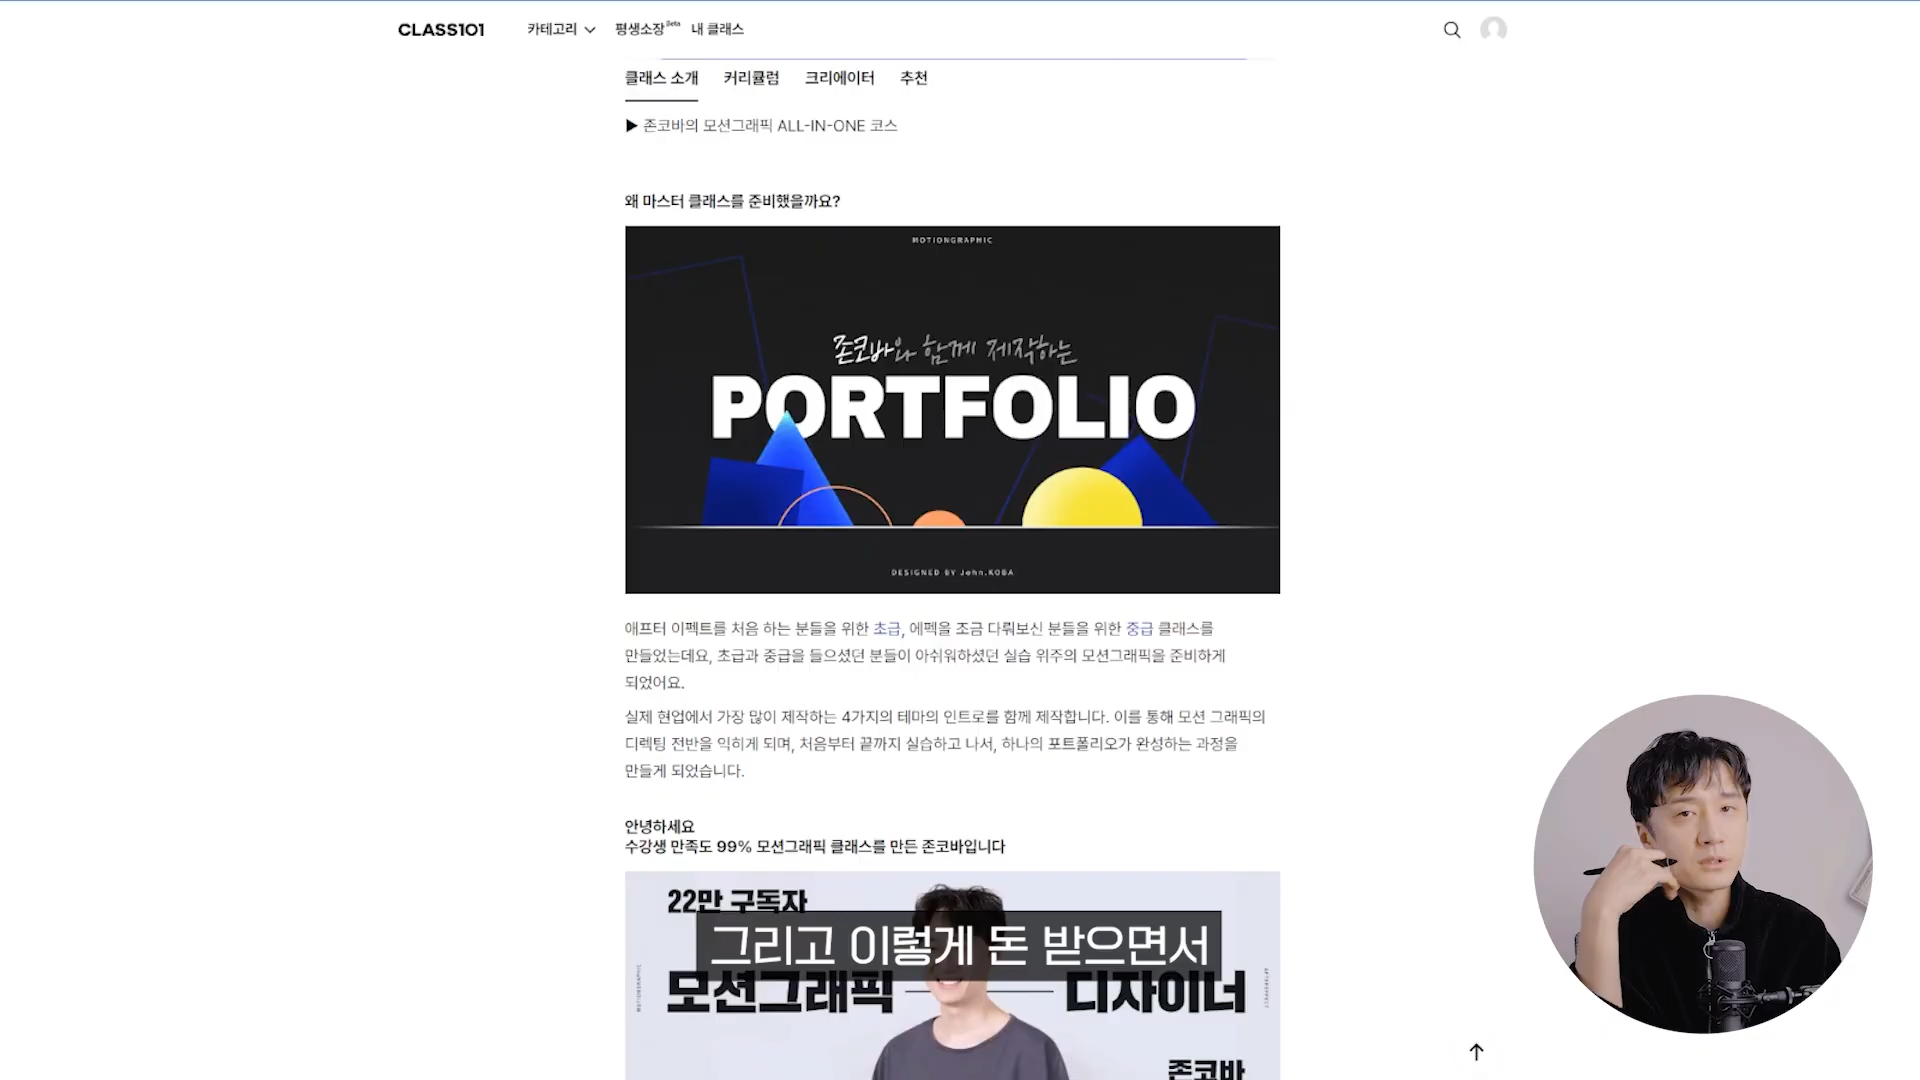 CLASS101 카테고리 평생소장Beta 내 클래스
클래스 소개 커리큘럼 크리에이터 추천
▶ 존코바의 모션그래픽 ALL-IN-ONE 코스
왜 마스터 클래스를 준비했을까요?
MOTIONGRAPHIC
존코바와 함께 제작하는
PORTFOLIO
DESIGNED BY John.KOBA
애프터 이펙트를 처음 하는 분들을 위한 초급, 에펙을 조금 다뤄보신 분들을 위한 중급 클래스를
만들었는데요, 초급과 중급을 들으셨던 분들이 아쉬워하셨던 실습 위주의 모션그래픽을 준비하게
되었어요.
실제 현업에서 가장 많이 제작하는 4가지의 테마의 인트로를 함께 제작합니다. 이를 통해 모션 그래픽의
디렉팅 전반을 익히게 되며, 처음부터 끝까지 실습하고 나서, 하나의 포트폴리오가 완성하는 과정을
만들게 되었습니다.
안녕하세요
수강생 만족도 99% 모션그래픽 클래스를 만든 존코바입니다
22만 구독자
그리고 이렇게 돈 받으면서
모션그래픽 디자이너
존코바